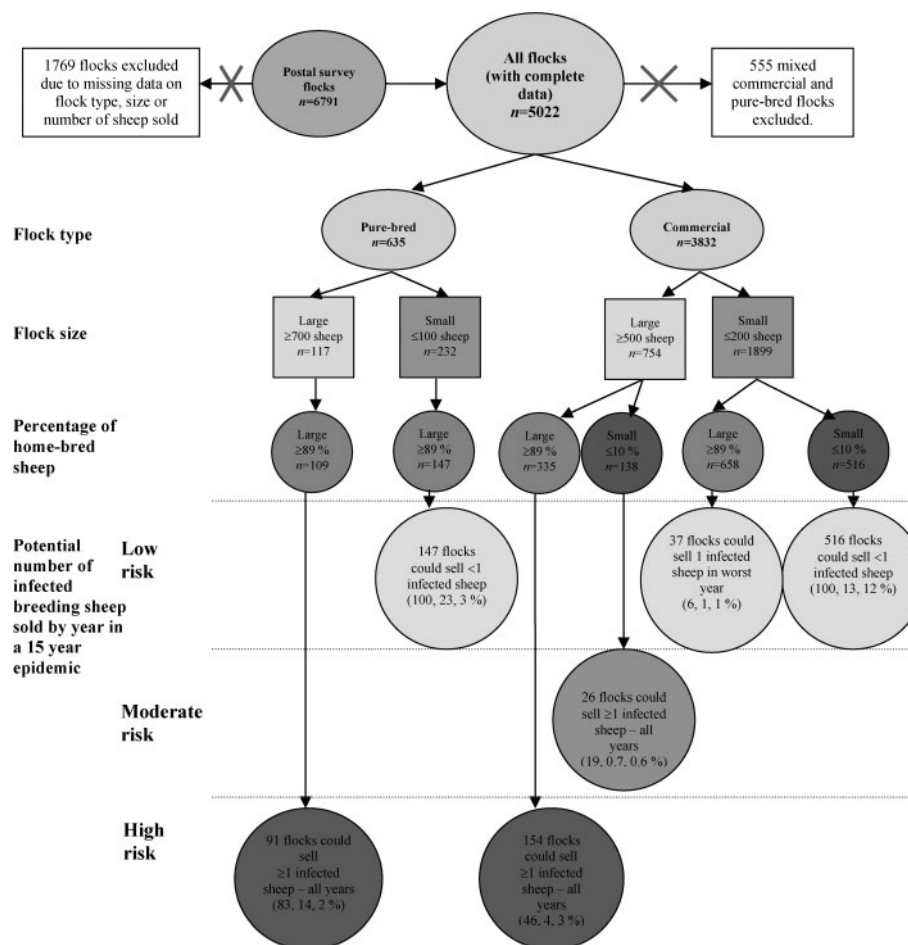 1769 flocks excluded
due to missing data on
flock type, size or
number of sheep sold
Postal survey
flocks
n=6791
All flocks
(with complete
data)
n=5022
555 mixed
commercial and
pure-bred flocks
excluded.
Flock type
Pure-bred
n=635
Commercial
n=3832
Flock size
Large
≥700 sheep
n=117
Small
≤100 sheep
n=232
Large
≥500 sheep
n=754
Small
≤200 sheep
n=1899
Percentage of
home-bred
sheep
Large
≥89 %
n=109
Large
≥89 %
n=147
Large
≥89 %
n=335
Small
≤10 %
n=138
Large
≥89 %
n=658
Small
≤10 %
n=516
Potential
number of
infected
breeding sheep
sold by year in
a 15 year
epidemic
Low
risk
147 flocks
could sell <1
infected sheep
(100, 23, 3 %)
37 flocks could
sell 1 infected
sheep in worst
year
(6, 1, 1 %)
516 flocks
could sell <1
infected sheep
(100, 13, 12 %)
Moderate
risk
26 flocks could
sell ≥1 infected
sheep – all
years
(19, 0.7, 0.6 %)
High
risk
91 flocks could
sell
≥1 infected
sheep – all years
(83, 14, 2 %)
154 flocks
could sell
≥1 infected
sheep – all
years
(46, 4, 3 %)